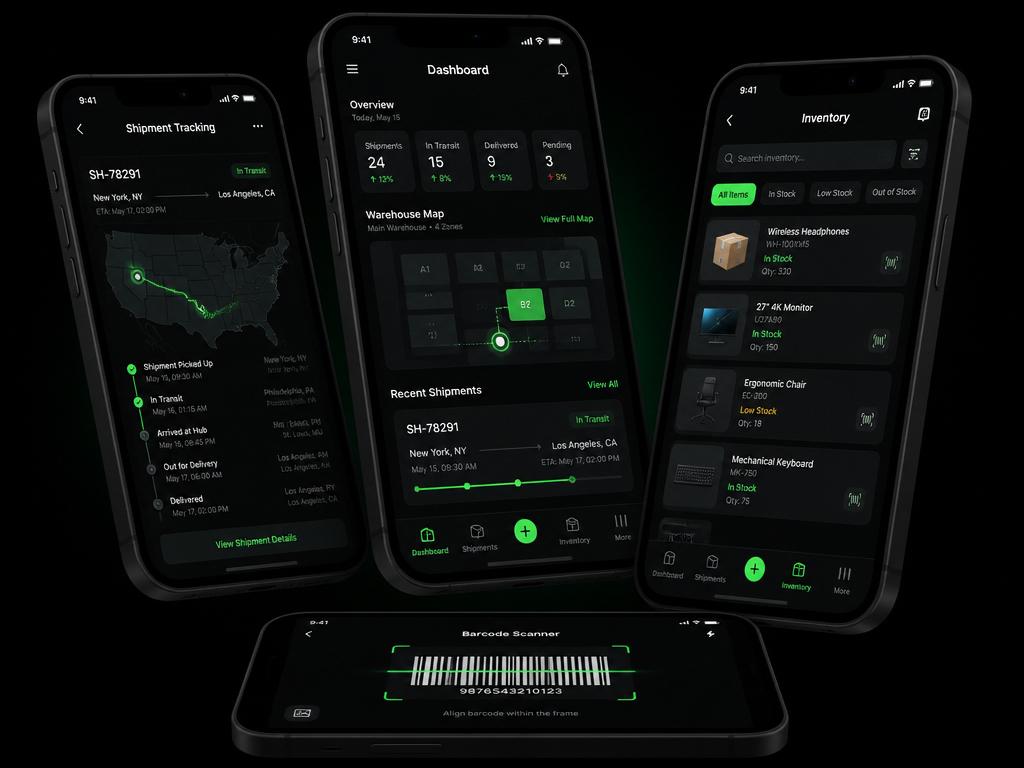 9:41
Shipment Tracking
SH-78291
In Transit
New York, NY
Los Angeles, CA
ETA: May 17, 02:00 PM
Shipment Picked Up
May 15, 09:30 AM
New York, NY
In Transit
May 16, 01:15 AM
Philadelphia, PA
Arrived at Hub
May 16, 08:45 PM
Out for Delivery
May 17, 06:00 AM
Delivered
May 17, 02:00 PM
Los Angeles, CA
View Shipment Details
9:41
Dashboard
Overview
Today, May 15
Shipments
In Transit
Delivered
Pending
24
15
9
3
↑ 8%
↑ 15%
Warehouse Map
Main Warehouse • 4 Zones
View Full Map
A1
D2
Recent Shipments
View All
SH-78291
In Transit
New York, NY
Los Angeles, CA
May 15, 09:30 AM
ETA: May 17, 02:00 PM
Dashboard
Shipments
+
Inventory
More
9:41
Inventory
Search inventory...
All Items
In Stock
Low Stock
Out of Stock
Wireless Headphones
In Stock
Qty: 320
27" 4K Monitor
In Stock
Qty: 150
Ergonomic Chair
Low Stock
Qty: 18
Mechanical Keyboard
MK-750
In Stock
Qty: 75
Dashboard
Shipments
+
Inventory
More
9:41
Barcode Scanner
9876543210123
Align barcode within the frame